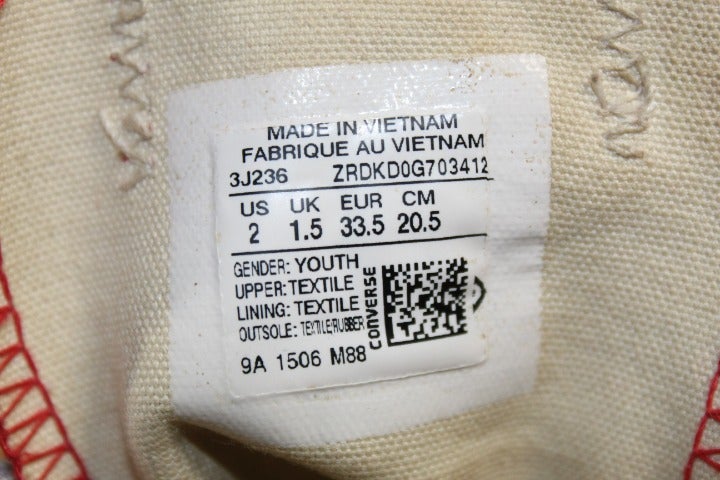 MADE IN VIETNAM
FABRIQUE AU VIETNAM
3J236 ZRDKD0G703412
US UK EUR CM
2 1.5 33.5 20.5
GENDER: YOUTH
UPPER: TEXTILE
LINING: TEXTILE
OUTSOLE: TEXTILE/RUBBER
CONVERSE
9A 1506 M88